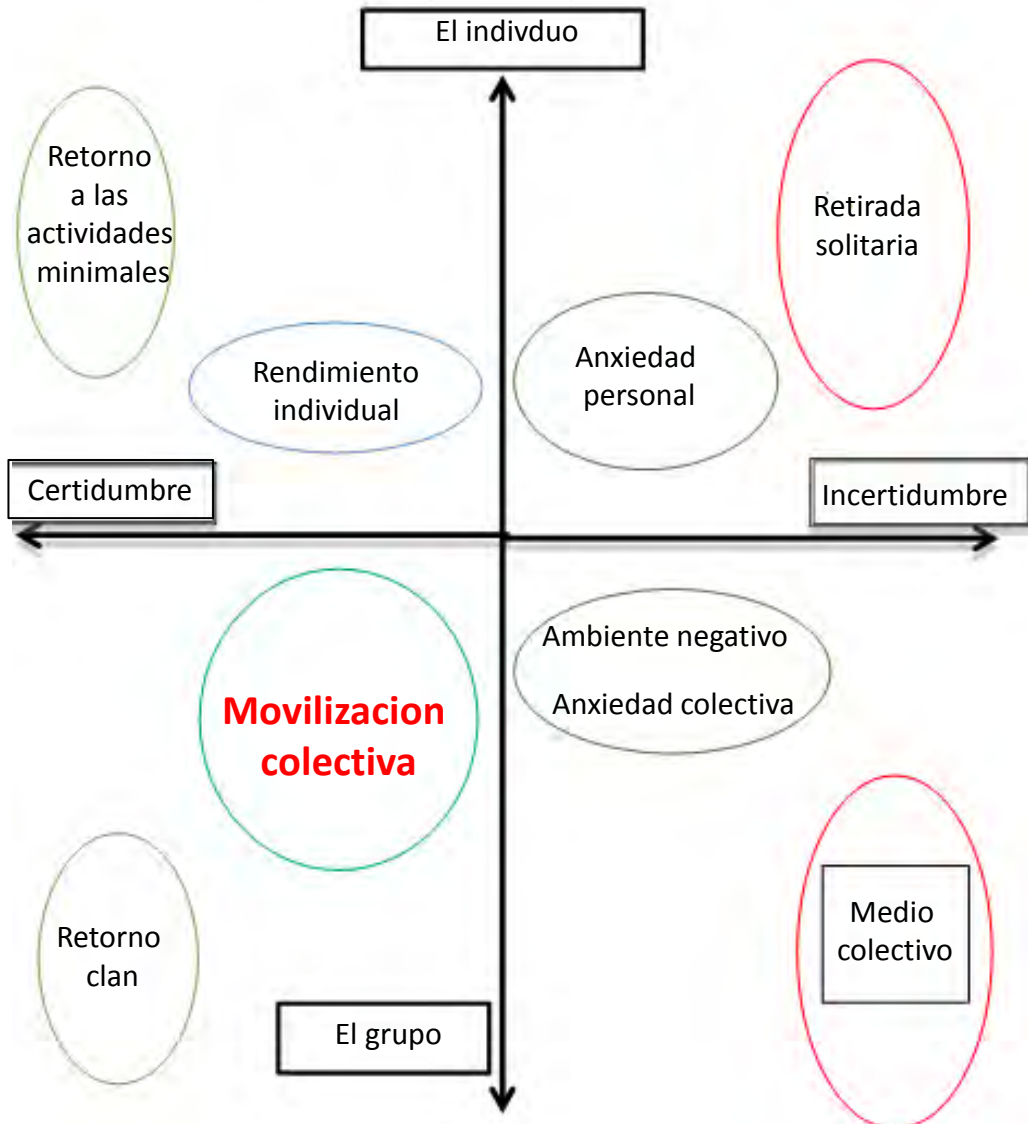 El indivduo
Retorno
a las
actividades
minimales
Retirada
solitaria
Rendimiento
individual
Anxiedad
personal
Certidumbre
Incertidumbre
Ambiente negativo
Anxiedad colectiva
Movilizacion
colectiva
Medio
colectivo
Retorno
clan
El grupo